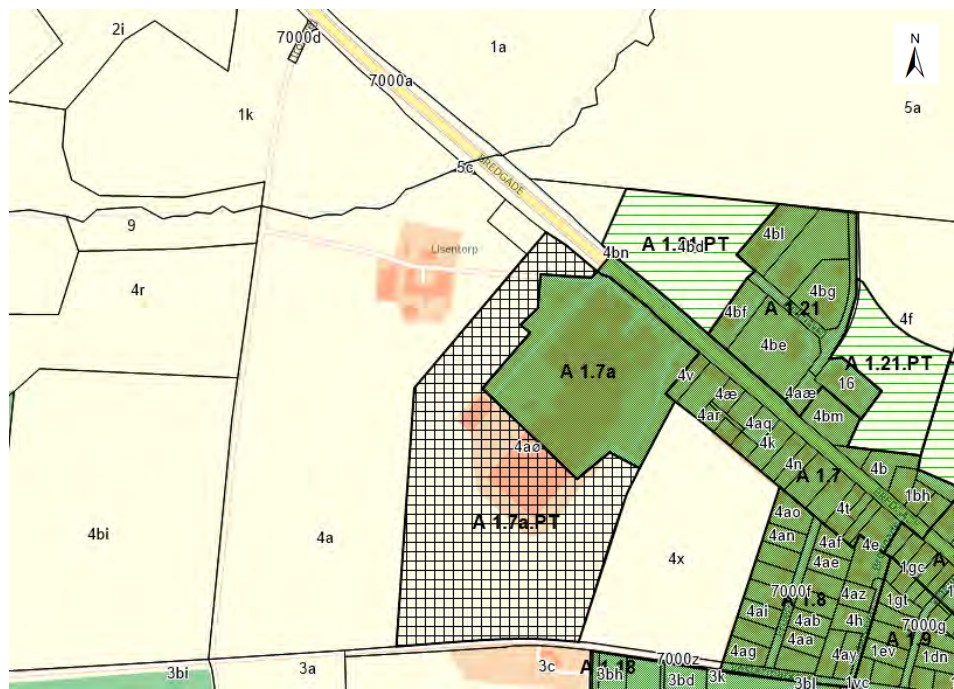 2i
7000d
1a
N
7000a
1k
5a
BREDGADE
5c
9
Lisentorp
4bn
A 1.21.PT
4bd
4bl
4r
4bg
4bf
A 1.21
4f
4be
A 1.7a
4v
A 1.21.PT
4aæ
16
4æ
4ar
4aq
4bm
4k
4aø
4n
A 1.7
4b
1bh
4t
BREDGADE
A 1.7a.PT
4ao
4bi
4a
4an
4af
4e
4x
4ae
1gc
A
7000f
4az
1gt
A 1.8
4ai
4ab
4h
7000g
4aa
A 1.9
4ag
4ay
1ev
1dn
7000z
3bi
3a
3c
A 1.18
3bh
3bd
3k
3bl
1vc